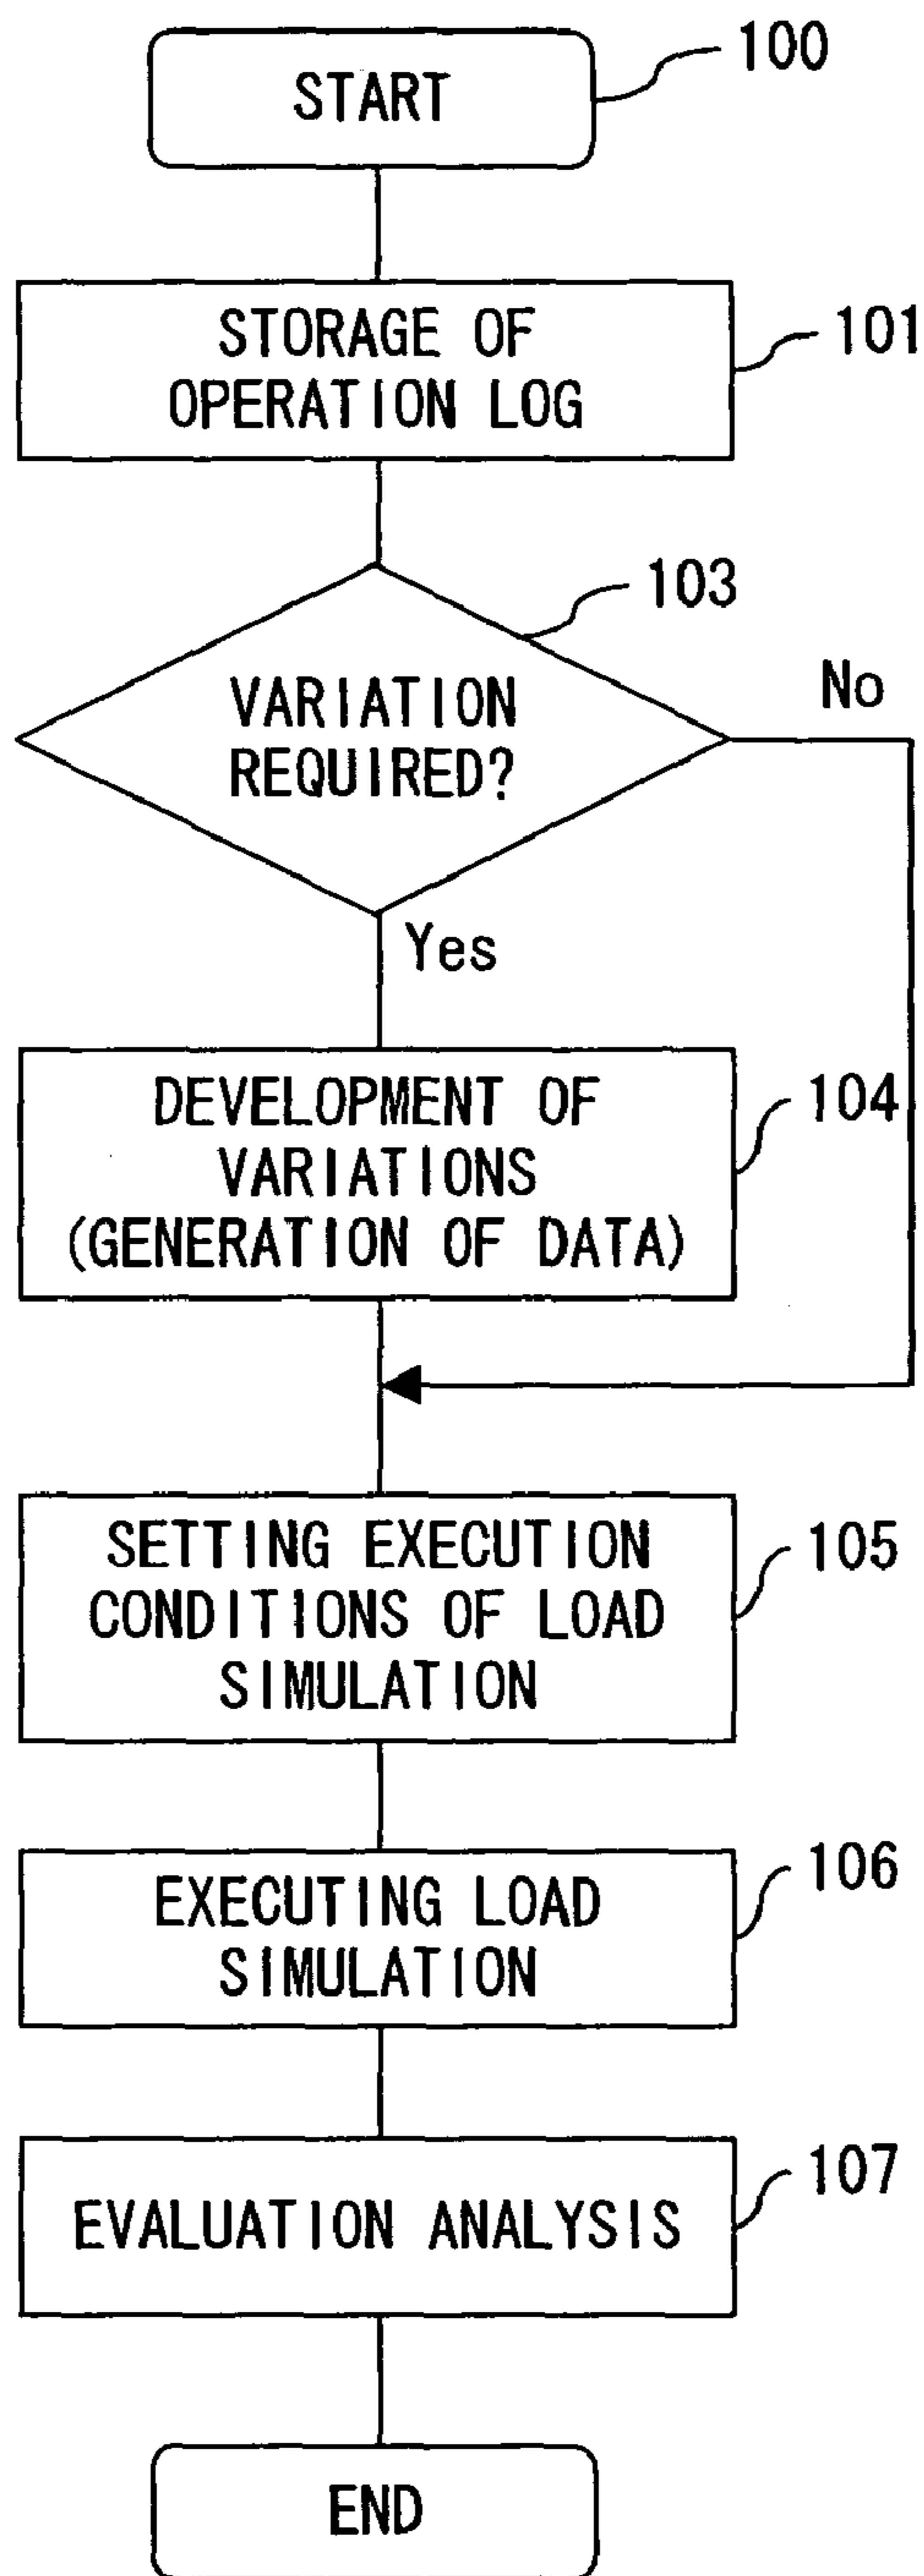 START
100
STORAGE OF
OPERATION LOG
101
103
VARIATION
REQUIRED?
No
Yes
DEVELOPMENT OF
VARIATIONS
(GENERATION OF DATA)
104
SETTING EXECUTION
CONDITIONS OF LOAD
SIMULATION
105
EXECUTING LOAD
SIMULATION
106
EVALUATION ANALYSIS
107
END